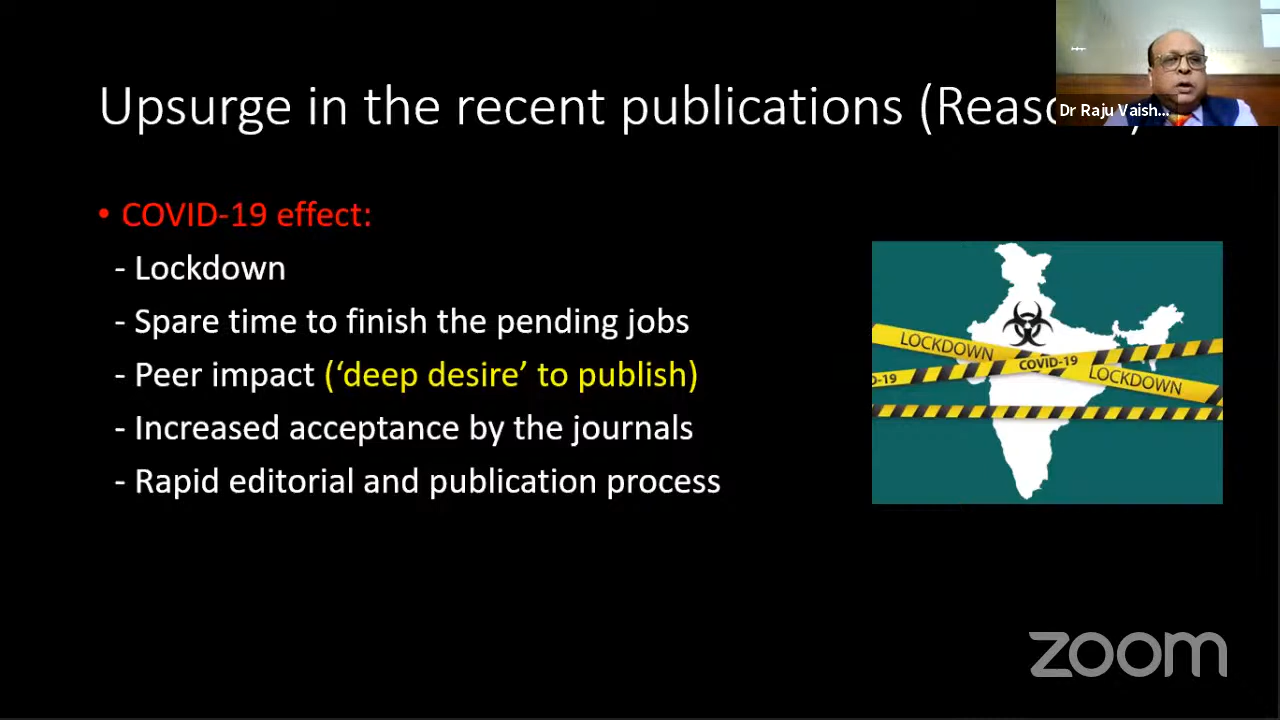 Upsurge in the recent publications
Dr Raju Vaish...
• COVID-19 effect:
- Lockdown
- Spare time to finish the pending jobs
- Peer impact (‘deep desire’ to publish)
- Increased acceptance by the journals
- Rapid editorial and publication process
LOCKDOWN
COVID-19
LOCKDOWN
D-19
zoom